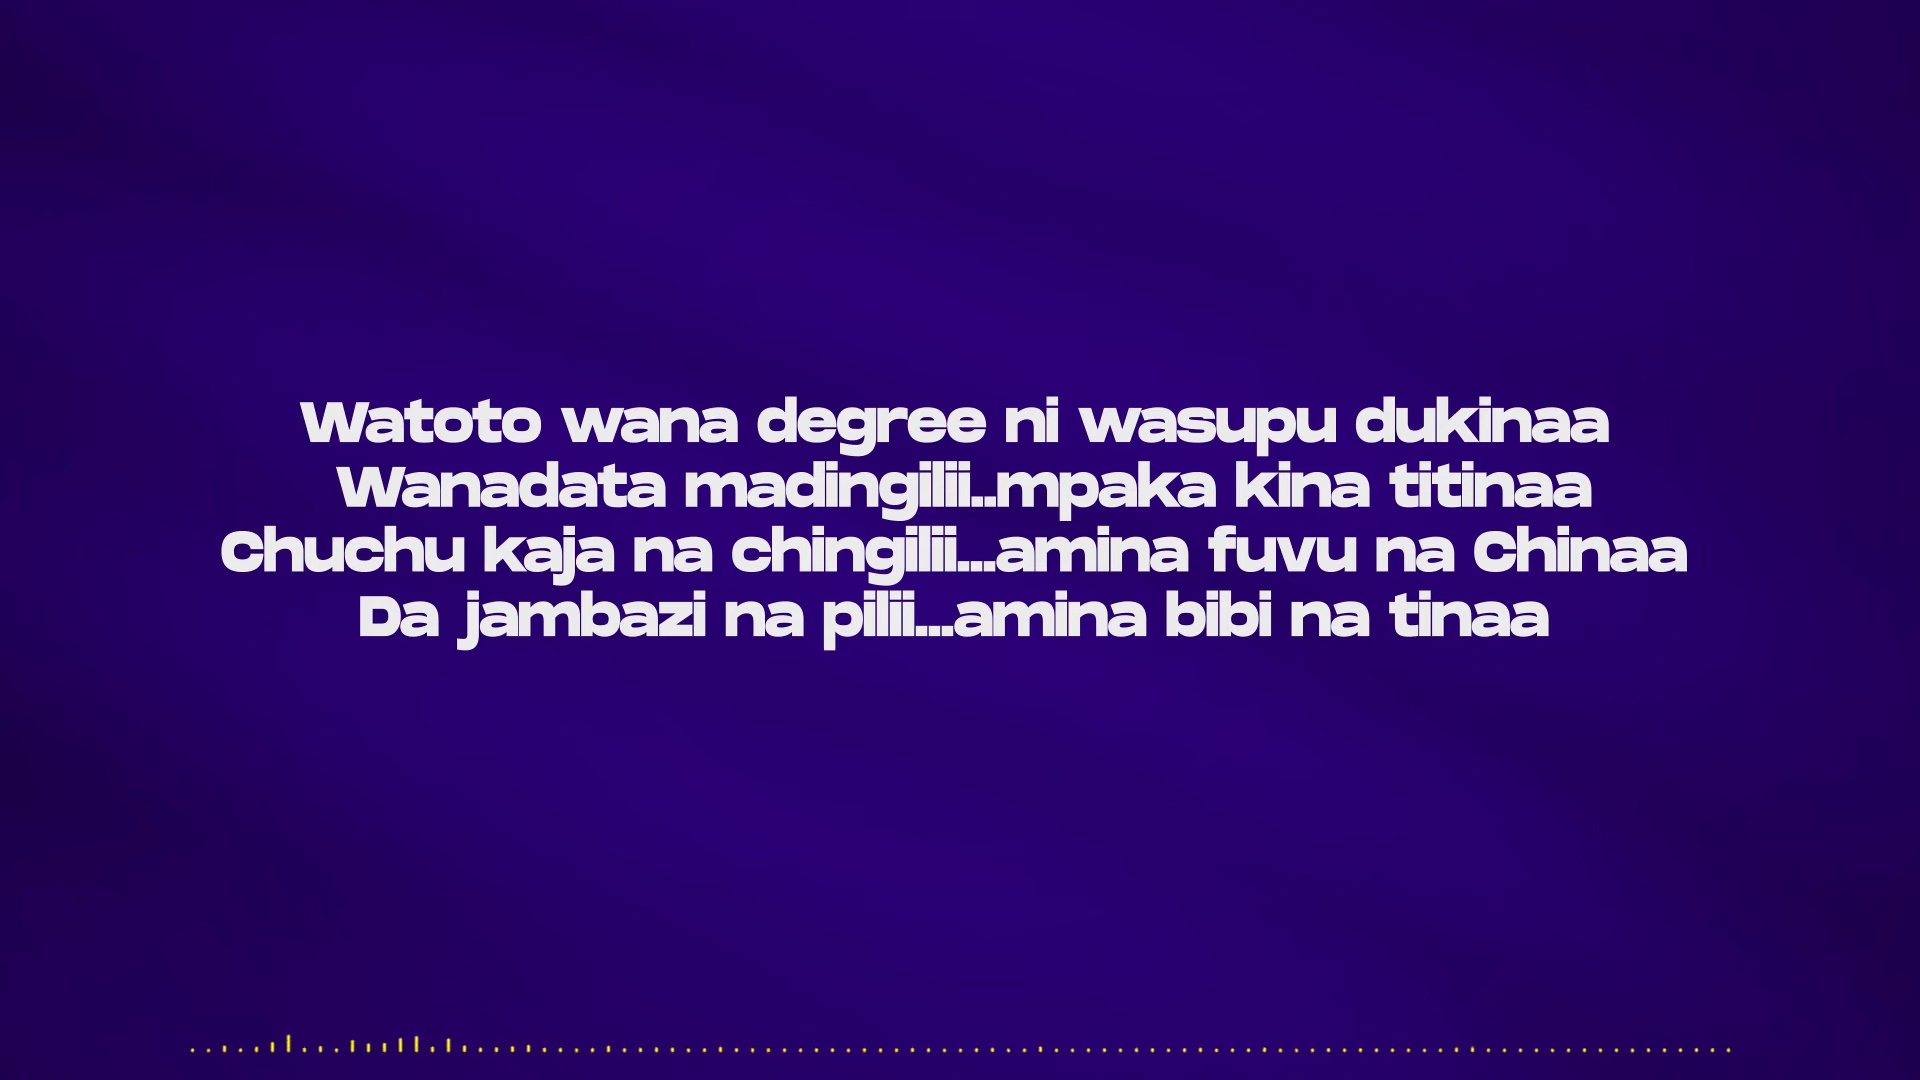 Watoto wana degree ni wasupu dukinaa
Wanadata madingilii..mpaka kina titinaa
Chuchu kaja na chingilii...amina fuvu na Chinaa
Da jambazi na pilii...amina bibi na tinaa